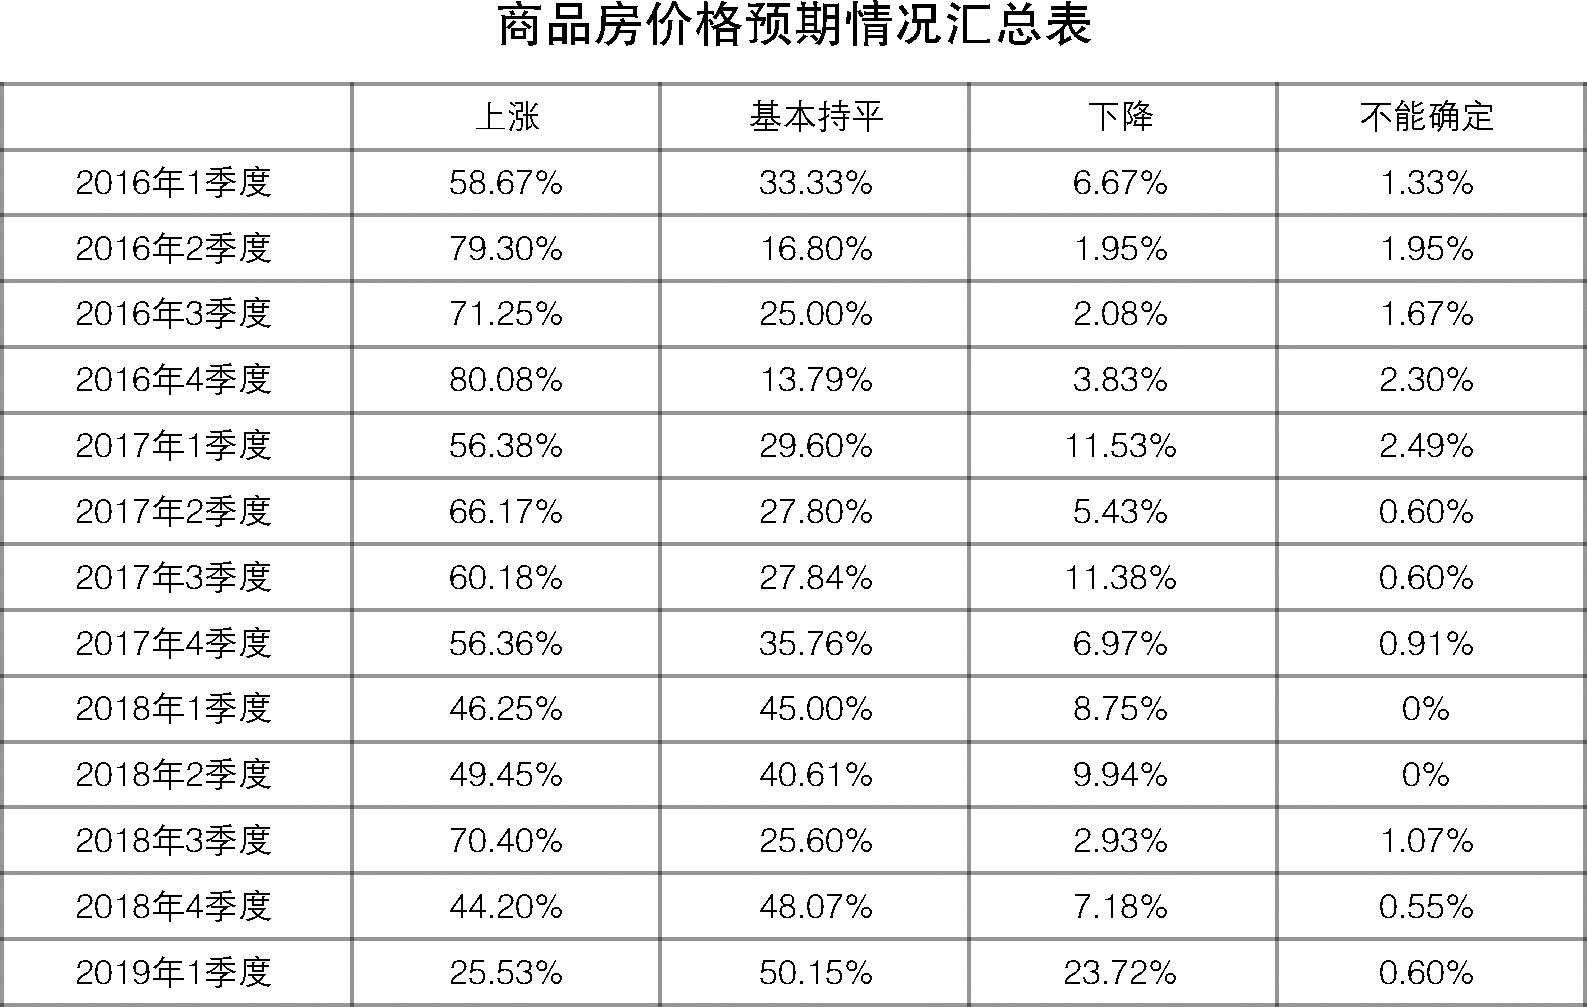 商品房价格预期情况汇总表
上涨 基本持平 下降 不能确定
2016年1季度 58.67% 33.33% 6.67% 1.33%
2016年2季度 79.30% 16.80% 1.95% 1.95%
2016年3季度 71.25% 25.00% 2.08% 1.67%
2016年4季度 80.08% 13.79% 3.83% 2.30%
2017年1季度 56.38% 29.60% 11.53% 2.49%
2017年2季度 66.17% 27.80% 5.43% 0.60%
2017年3季度 60.18% 27.84% 11.38% 0.60%
2017年4季度 56.36% 35.76% 6.97% 0.91%
2018年1季度 46.25% 45.00% 8.75% 0%
2018年2季度 49.45% 40.61% 9.94% 0%
2018年3季度 70.40% 25.60% 2.93% 1.07%
2018年4季度 44.20% 48.07% 7.18% 0.55%
2019年1季度 25.53% 50.15% 23.72% 0.60%